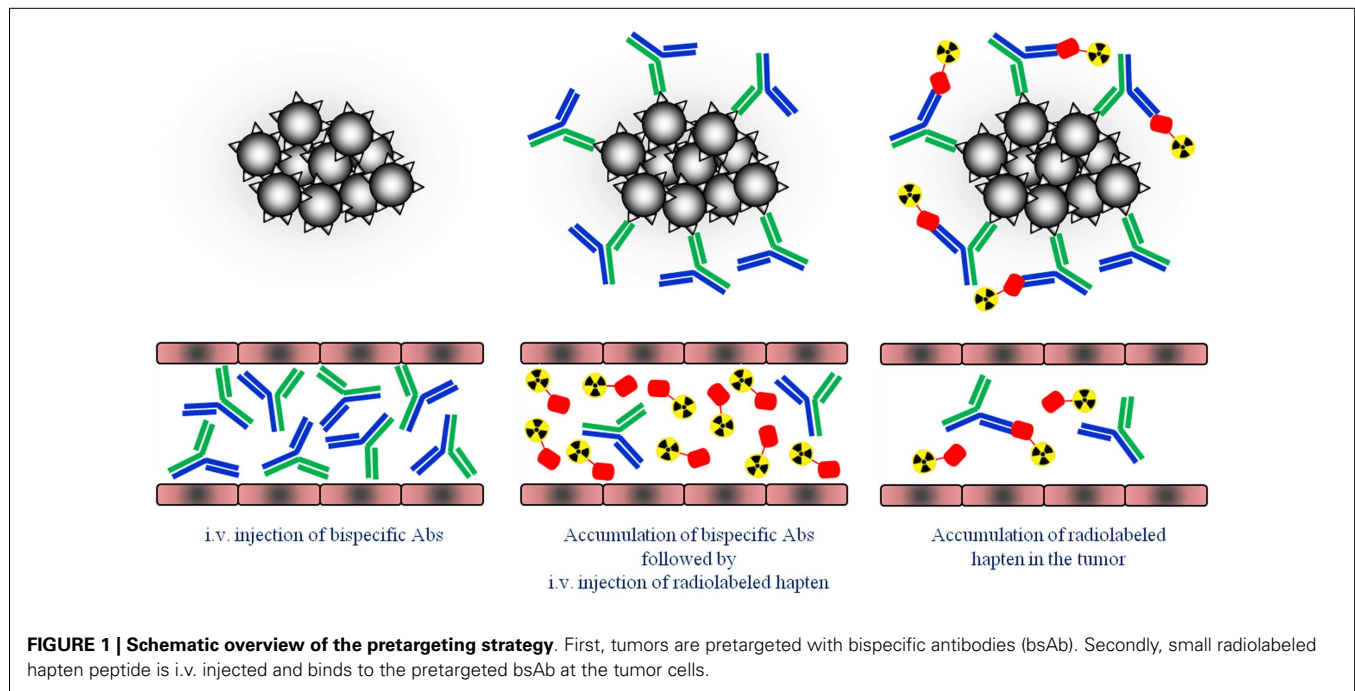 i.v. injection of bispecific Abs
Accumulation of bispecific Abs
followed by
i.v. injection of radiolabeled hapten
Accumulation of radiolabeled
hapten in the tumor
FIGURE 1 | Schematic overview of the pretargeting strategy. First, tumors are pretargeted with bispecific antibodies (bsAb). Secondly, small radiolabeled
hapten peptide is i.v. injected and binds to the pretargeted bsAb at the tumor cells.